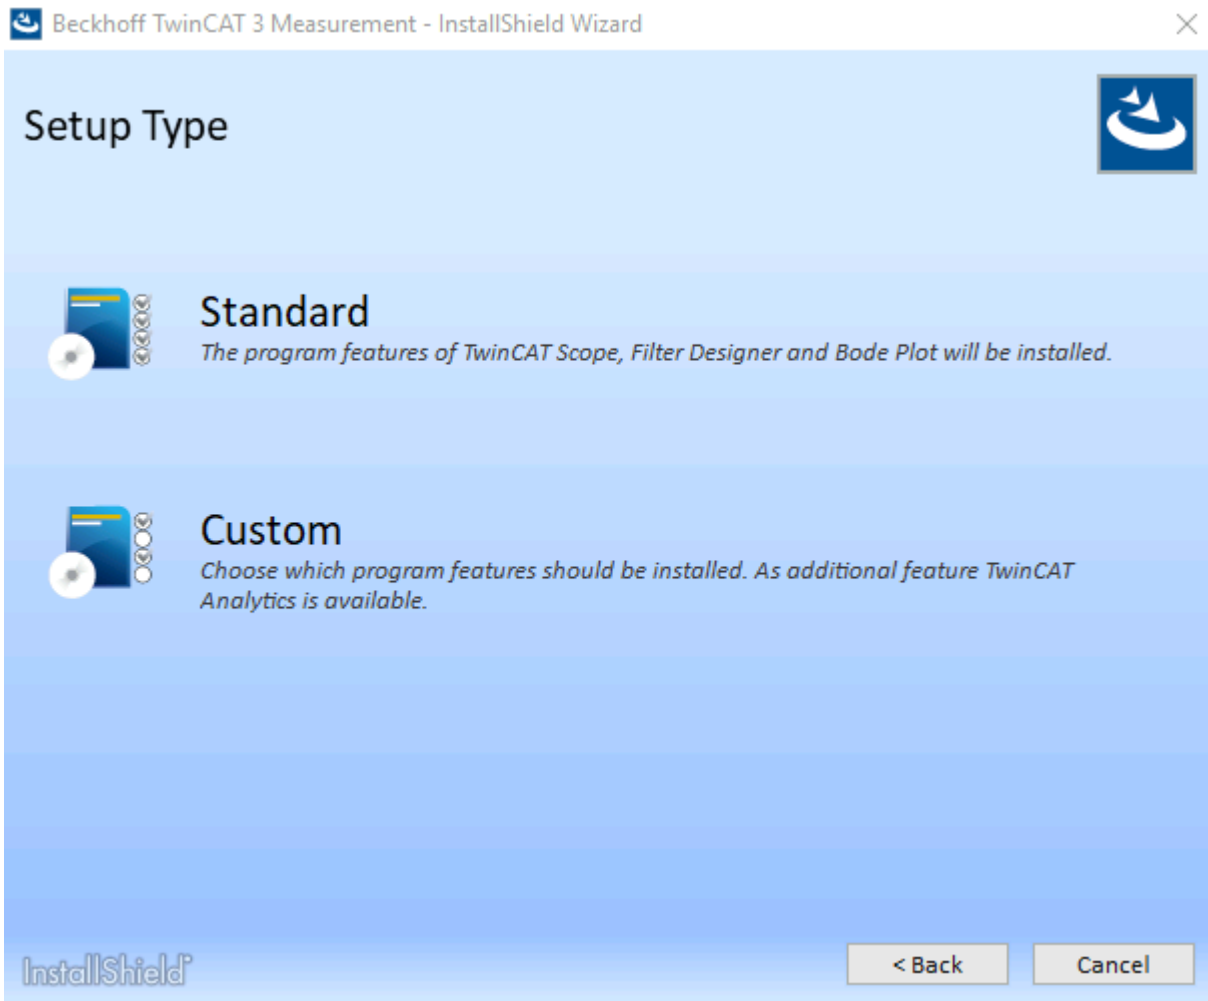 Beckhoff TwinCAT 3 Measurement - InstallShield Wizard
Setup Type
Standard
The program features of TwinCAT Scope, Filter Designer and Bode Plot will be installed.
Custom
Choose which program features should be installed. As additional feature TwinCAT
Analytics is available.
InstallShield
< Back
Cancel